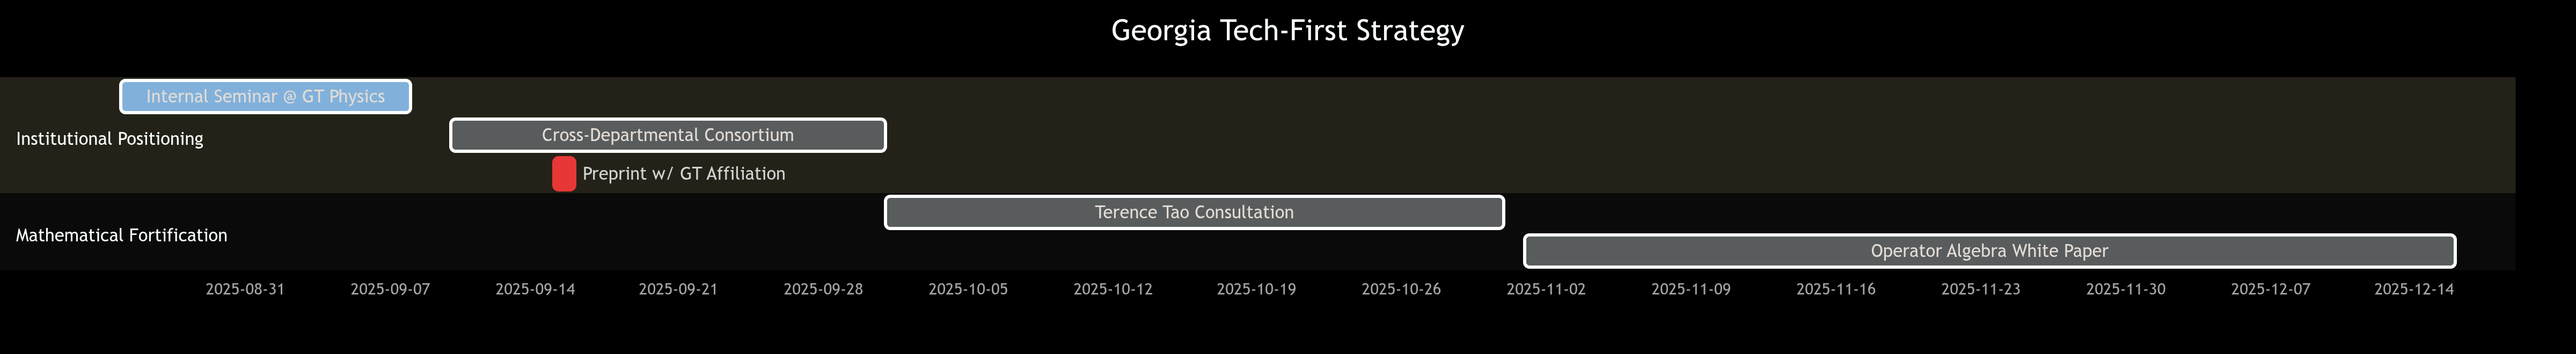 Georgia Tech-First Strategy
Internal Seminar @ GT Physics
Cross-Departmental Consortium
Institutional Positioning
Preprint w/ GT Affiliation
Terence Tao Consultation
Mathematical Fortification
Operator Algebra White Paper
2025-08-31 2025-09-07 2025-09-14 2025-09-21 2025-09-28 2025-10-05 2025-10-12 2025-10-19 2025-10-26 2025-11-02 2025-11-09 2025-11-16 2025-11-23 2025-11-30 2025-12-07 2025-12-14